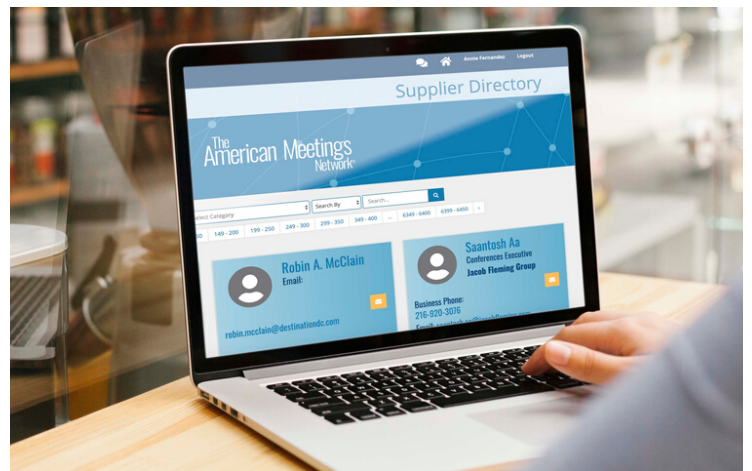 Annie Fernandez Logout
Supplier Directory
The
American Meetings
Network®
Select Category Search By Search...
149 - 200 199 - 250 249 - 300 299 - 350 349 - 400 ... 6349 - 6400 6399 - 6450 »
Robin A. McClain
Email:
robin.mcclain@destinationdc.com
Saantosh Aa
Conferences Executive
Jacob Fleming Group
Business Phone:
216-920-3076